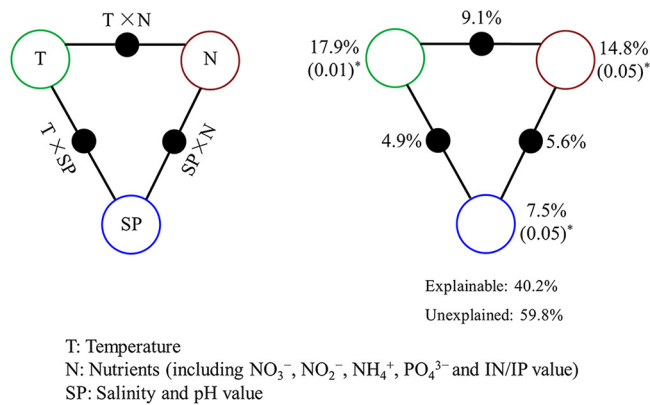 T×N
T
N
T×SP
SP×N
SP
9.1%
17.9%
(0.01)*
14.8%
(0.05)*
4.9%
5.6%
7.5%
(0.05)*
Explainable: 40.2%
Unexplained: 59.8%
T: Temperature
N: Nutrients (including NO₃⁻, NO₂⁻, NH₄⁺, PO₄³⁻ and IN/IP value)
SP: Salinity and pH value